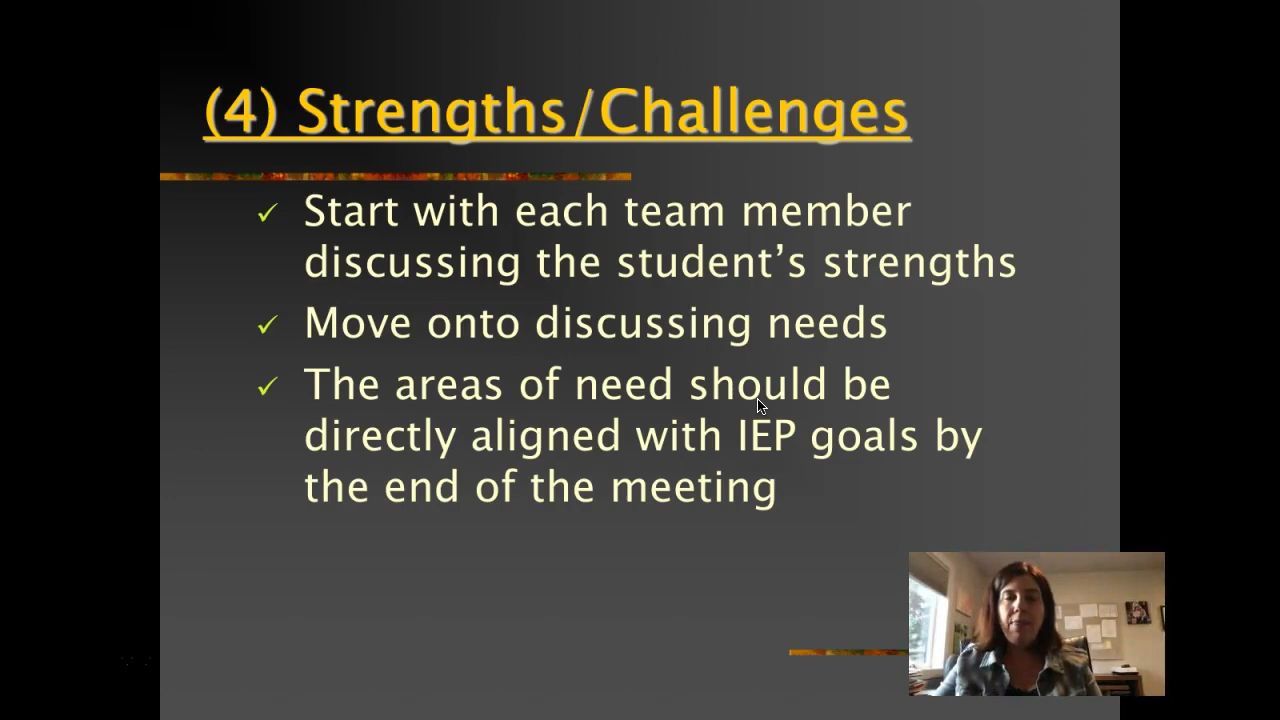 (4) Strengths/Challenges
✓ Start with each team member
discussing the student’s strengths
✓ Move onto discussing needs
✓ The areas of need should be
directly aligned with IEP goals by
the end of the meeting